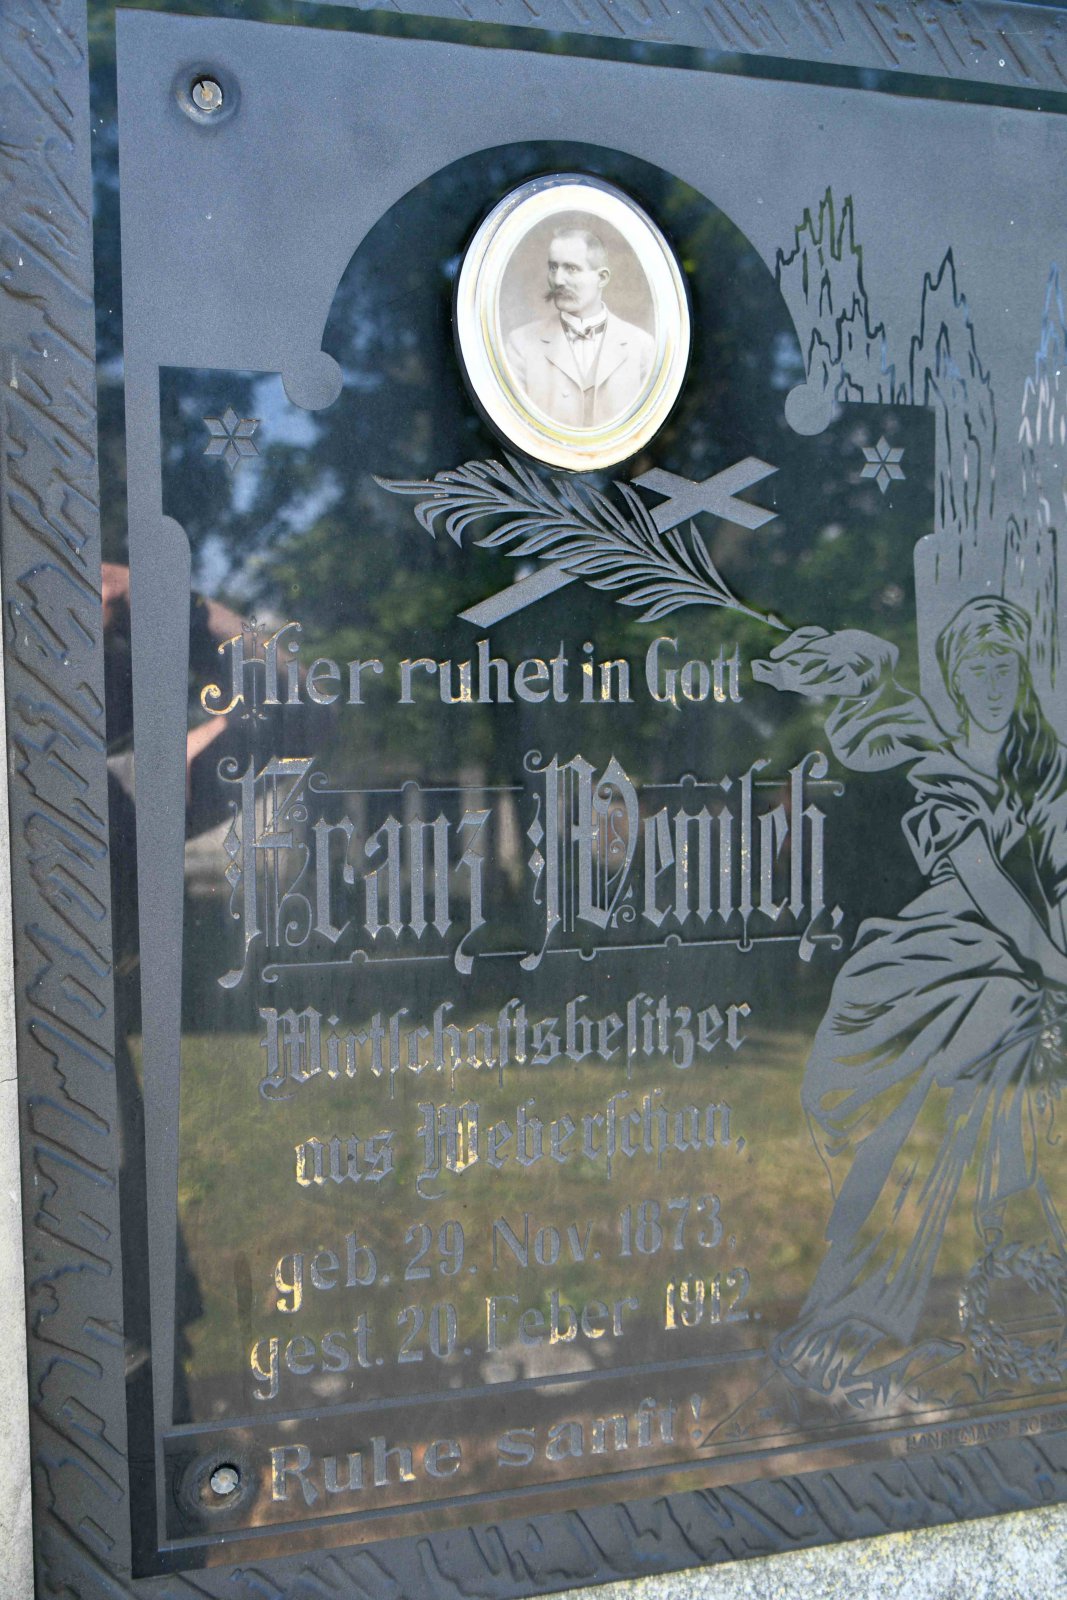 Hier ruhet in Gott
Franz Weniſch,
Wirtſchaftsbeſitzer
aus Weberſchan,
geb. 29. Nov. 1873,
gest. 20. Feber 1912.
Ruhe sanft!